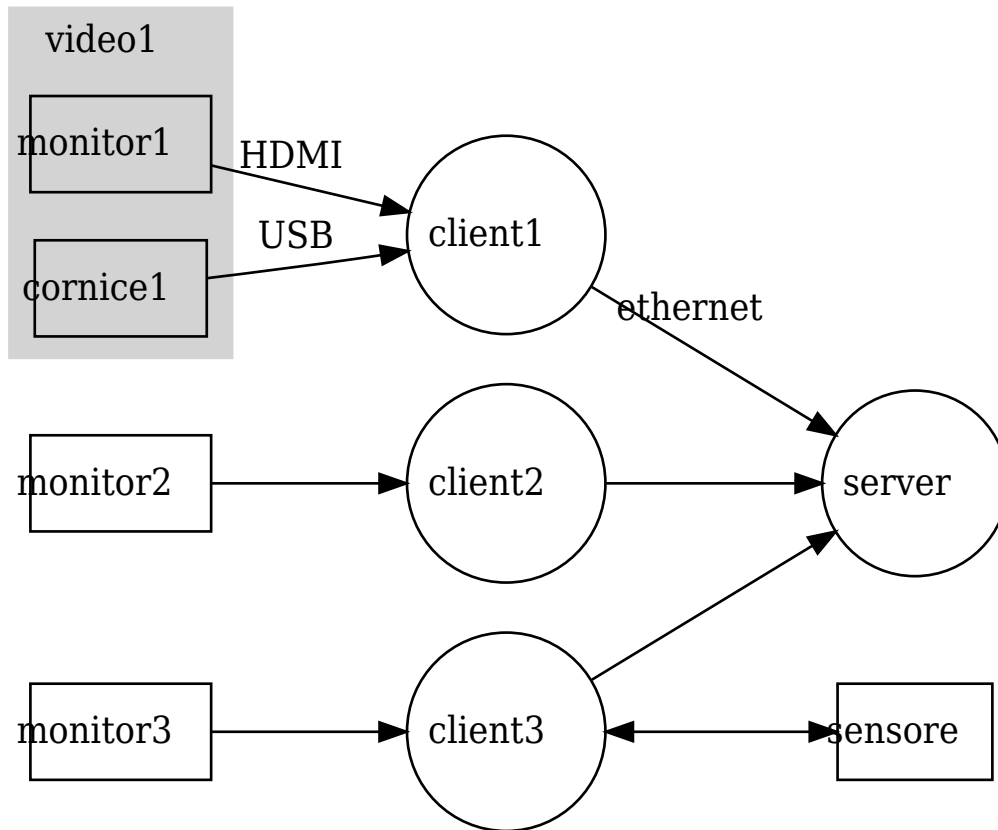 video1
monitor1
HDMI
cornice1
USB
client1
ethernet
monitor2
client2
server
monitor3
client3
sensore